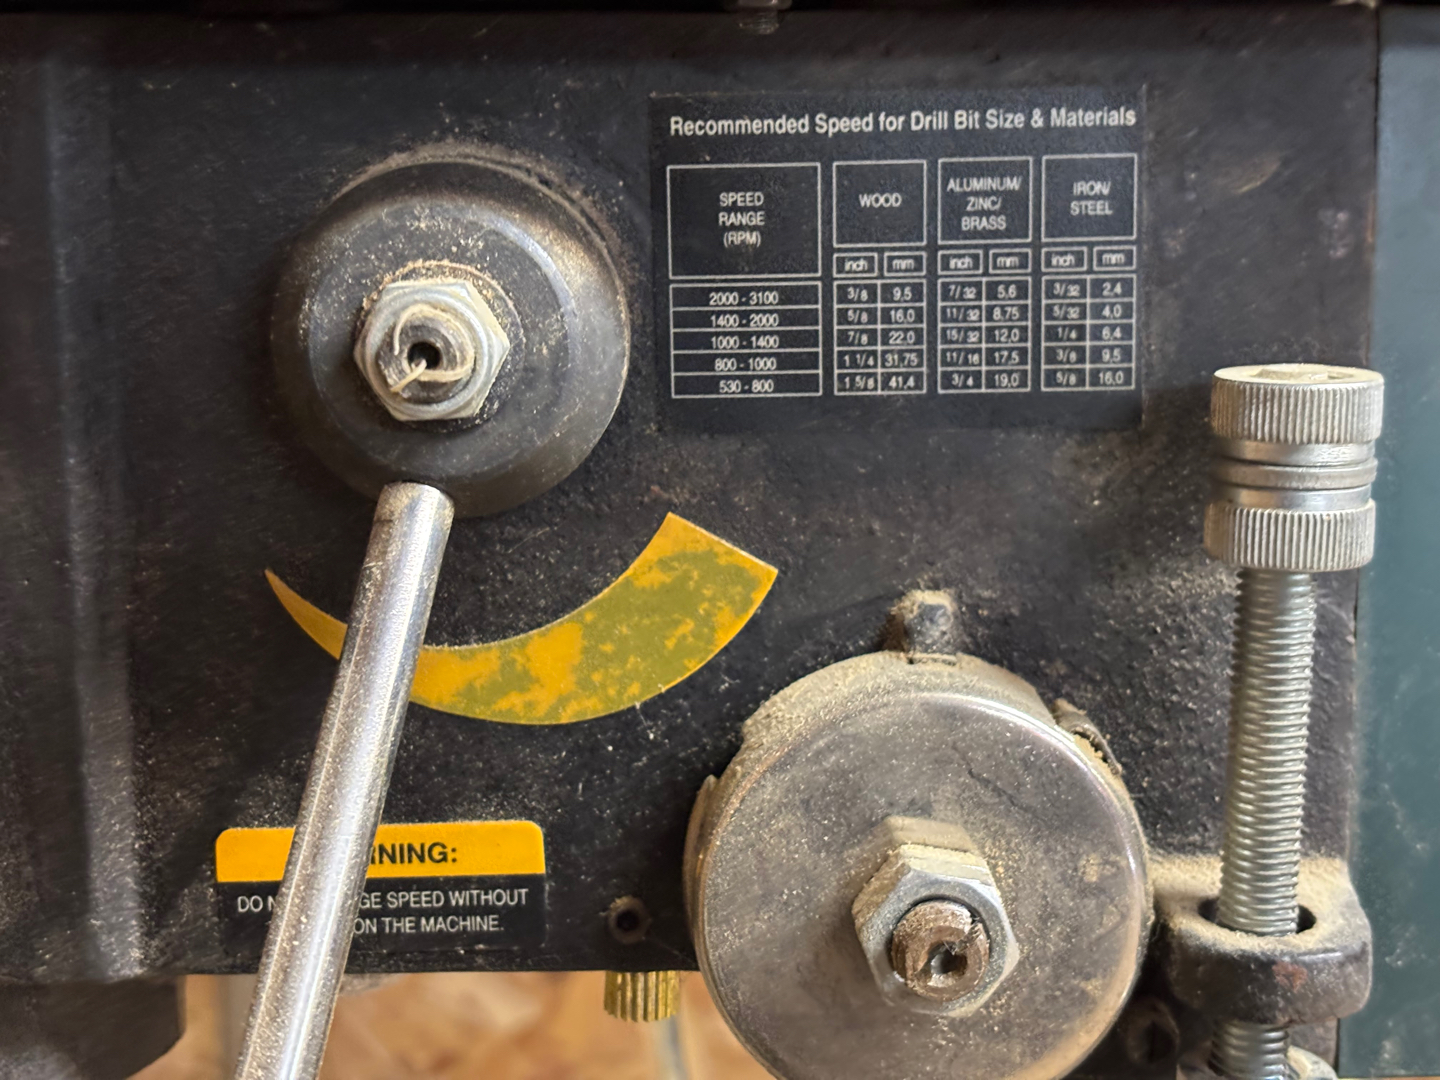 Recommended Speed for Drill Bit Size & Materials
SPEED RANGE (RPM) WOOD ALUMINUM/ ZINC/ BRASS IRON/ STEEL
inch mm inch mm inch mm
2000 - 3100 3/8 9,5 7/32 5,6 3/32 2,4
1400 - 2000 5/8 16,0 11/32 8,75 5/32 4,0
1000 - 1400 7/8 22,0 15/32 12,0 1/4 6,4
800 - 1000 1 1/4 31,75 11/16 17,5 3/8 9,5
530 - 800 1 5/8 41,4 3/4 19,0 5/8 16,0
RNING:
DO N GE SPEED WITHOUT
ON THE MACHINE.